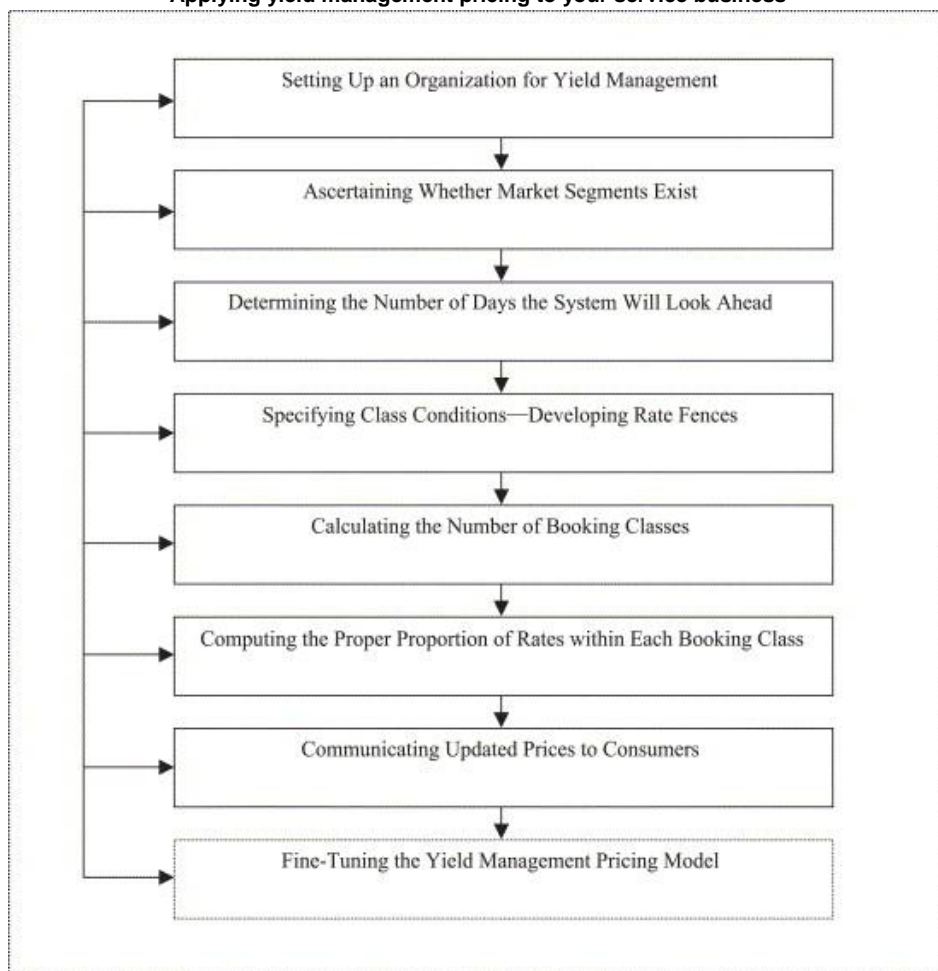 Applying yield management pricing to your service business
Setting Up an Organization for Yield Management
Ascertaining Whether Market Segments Exist
Determining the Number of Days the System Will Look Ahead
Specifying Class Conditions—Developing Rate Fences
Calculating the Number of Booking Classes
Computing the Proper Proportion of Rates within Each Booking Class
Communicating Updated Prices to Consumers
Fine-Tuning the Yield Management Pricing Model